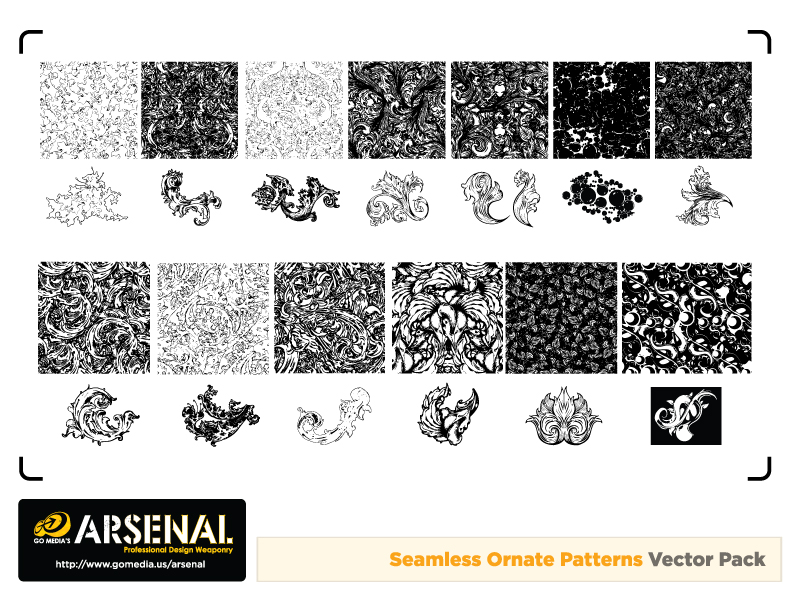 GO MEDIA'S ARSENAL
Professional Design Weaponry
http://www.gomedia.us/arsenal
Seamless Ornate Patterns Vector Pack